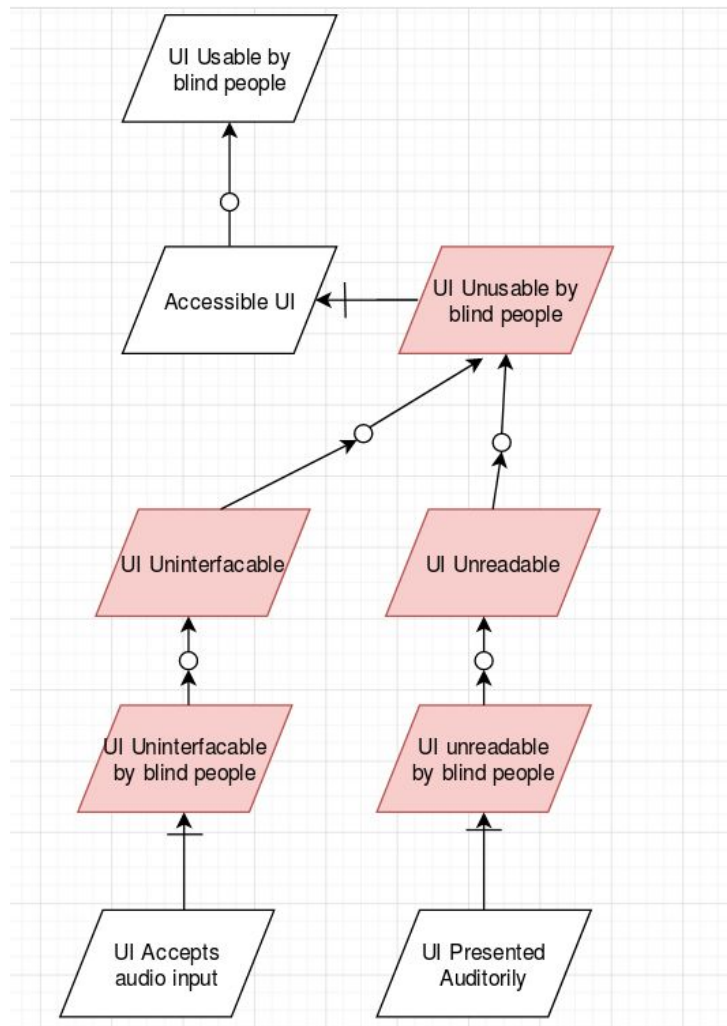 UI Usable by
blind people
Accessible UI
UI Unusable by
blind people
UI Uninterfacable
UI Unreadable
UI Uninterfacable
by blind people
UI unreadable
by blind people
UI Accepts
audio input
UI Presented
Auditorily